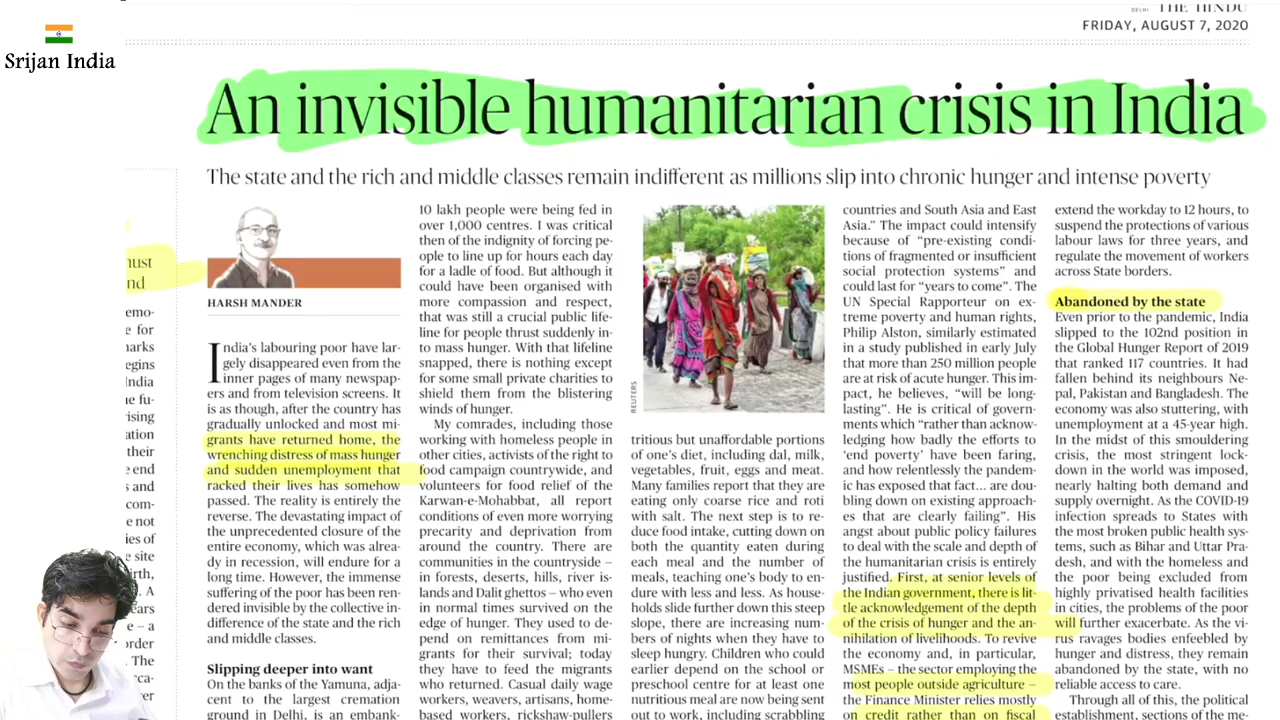 DELHI THE HINDU
FRIDAY, AUGUST 7, 2020
Srijan India
An invisible humanitarian crisis in India
The state and the rich and middle classes remain indifferent as millions slip into chronic hunger and intense poverty
HARSH MANDER
India's labouring poor have lar-
gely disappeared even from the
inner pages of many newspap-
ers and from television screens. It
is as though, after the country has
gradually unlocked and most mi-
grants have returned home, the
wrenching distress of mass hunger
and sudden unemployment that
racked their lives has somehow
passed. The reality is entirely the
reverse. The devastating impact of
the unprecedented closure of the
entire economy, which was alrea-
dy in recession, will endure for a
long time. However, the immense
suffering of the poor has been ren-
dered invisible by the collective in-
difference of the state and the rich
and middle classes.
Slipping deeper into want
On the banks of the Yamuna, adja-
cent to the largest cremation
ground in Delhi, is an embank-
10 lakh people were being fed in
over 1,000 centres. I was critical
then of the indignity of forcing pe-
ople to line up for hours each day
for a ladle of food. But although it
could have been organised with
more compassion and respect,
that was still a crucial public life-
line for people thrust suddenly in-
to mass hunger. With that lifeline
snapped, there is nothing except
for some small private charities to
shield them from the blistering
winds of hunger.
My comrades, including those
working with homeless people in
other cities, activists of the right to
food campaign countrywide, and
volunteers for food relief of the
Karwan-e-Mohabbat, all report
conditions of even more worrying
precarity and deprivation from
around the country. There are
communities in the countryside –
in forests, deserts, hills, river is-
lands and Dalit ghettos – who even
in normal times survived on the
edge of hunger. They used to de-
pend on remittances from mi-
grants for their survival; today
they have to feed the migrants
who returned. Casual daily wage
workers, weavers, artisans, home-
based workers, rickshaw-pullers
REUTERS
tritious but unaffordable portions
of one's diet, including dal, milk,
vegetables, fruit, eggs and meat.
Many families report that they are
eating only coarse rice and roti
with salt. The next step is to re-
duce food intake, cutting down on
both the quantity eaten during
each meal and the number of
meals, teaching one's body to en-
dure with less and less. As house-
holds slide further down this steep
slope, there are increasing num-
bers of nights when they have to
sleep hungry. Children who could
earlier depend on the school or
preschool centre for at least one
nutritious meal are now being sent
out to work, including scrabbling
countries and South Asia and East
Asia." The impact could intensify
because of "pre-existing condi-
tions of fragmented or insufficient
social protection systems" and
could last for "years to come". The
UN Special Rapporteur on ex-
treme poverty and human rights,
Philip Alston, similarly estimated
in a study published in early July
that more than 250 million people
are at risk of acute hunger. This im-
pact, he believes, "will be long-
lasting". He is critical of govern-
ments which "rather than acknow-
ledging how badly the efforts to
'end poverty' have been faring,
and how relentlessly the pandem-
ic has exposed that fact... are dou-
bling down on existing approach-
es that are clearly failing". His
angst about public policy failures
to deal with the scale and depth of
the humanitarian crisis is entirely
justified. First, at senior levels of
the Indian government, there is lit-
tle acknowledgement of the depth
of the crisis of hunger and the an-
nihilation of livelihoods. To revive
the economy and, in particular,
MSMEs – the sector employing the
most people outside agriculture –
the Finance Minister relies mostly
on credit rather than on fiscal
extend the workday to 12 hours, to
suspend the protections of various
labour laws for three years, and
regulate the movement of workers
across State borders.
Abandoned by the state
Even prior to the pandemic, India
slipped to the 102nd position in
the Global Hunger Report of 2019
that ranked 117 countries. It had
fallen behind its neighbours Ne-
pal, Pakistan and Bangladesh. The
economy was also stuttering, with
unemployment at a 45-year high.
In the midst of this smouldering
crisis, the most stringent lock-
down in the world was imposed,
nearly halting both demand and
supply overnight. As the COVID-19
infection spreads to States with
the most broken public health sys-
tems, such as Bihar and Uttar Pra-
desh, and with the homeless and
the poor being excluded from
highly privatised health facilities
in cities, the problems of the poor
will further exacerbate. As the vi-
rus ravages bodies enfeebled by
hunger and distress, they remain
abandoned by the state, with no
reliable access to care.
Through all of this, the political
establishment, sections of the me-